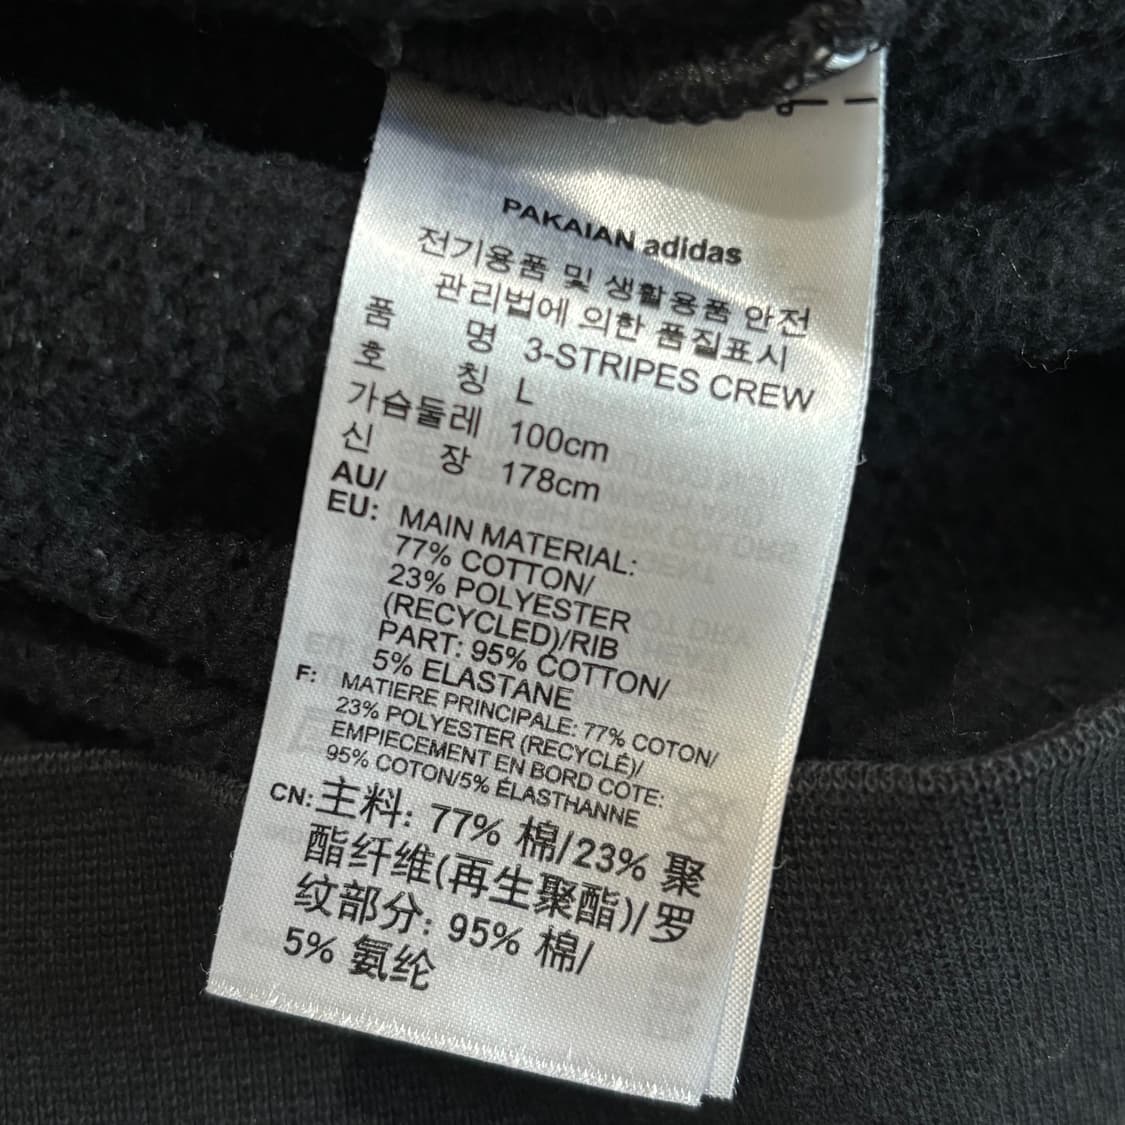 PAKAIAN adidas
전기용품 및 생활용품 안전
관리법에 의한 품질표시
품 명 3-STRIPES CREW
호 칭 L
가슴둘레 100cm
신 장 178cm
AU/
EU: MAIN MATERIAL:
77% COTTON/
23% POLYESTER
(RECYCLED)/RIB
PART: 95% COTTON/
5% ELASTANE
F: MATIERE PRINCIPALE: 77% COTON/
23% POLYESTER (RECYCLÉ)/
EMPIECEMENT EN BORD COTE:
95% COTON/5% ÉLASTHANNE
CN: 主料: 77% 棉/23% 聚
酯纤维(再生聚酯)/罗
纹部分: 95% 棉/
5% 氨纶